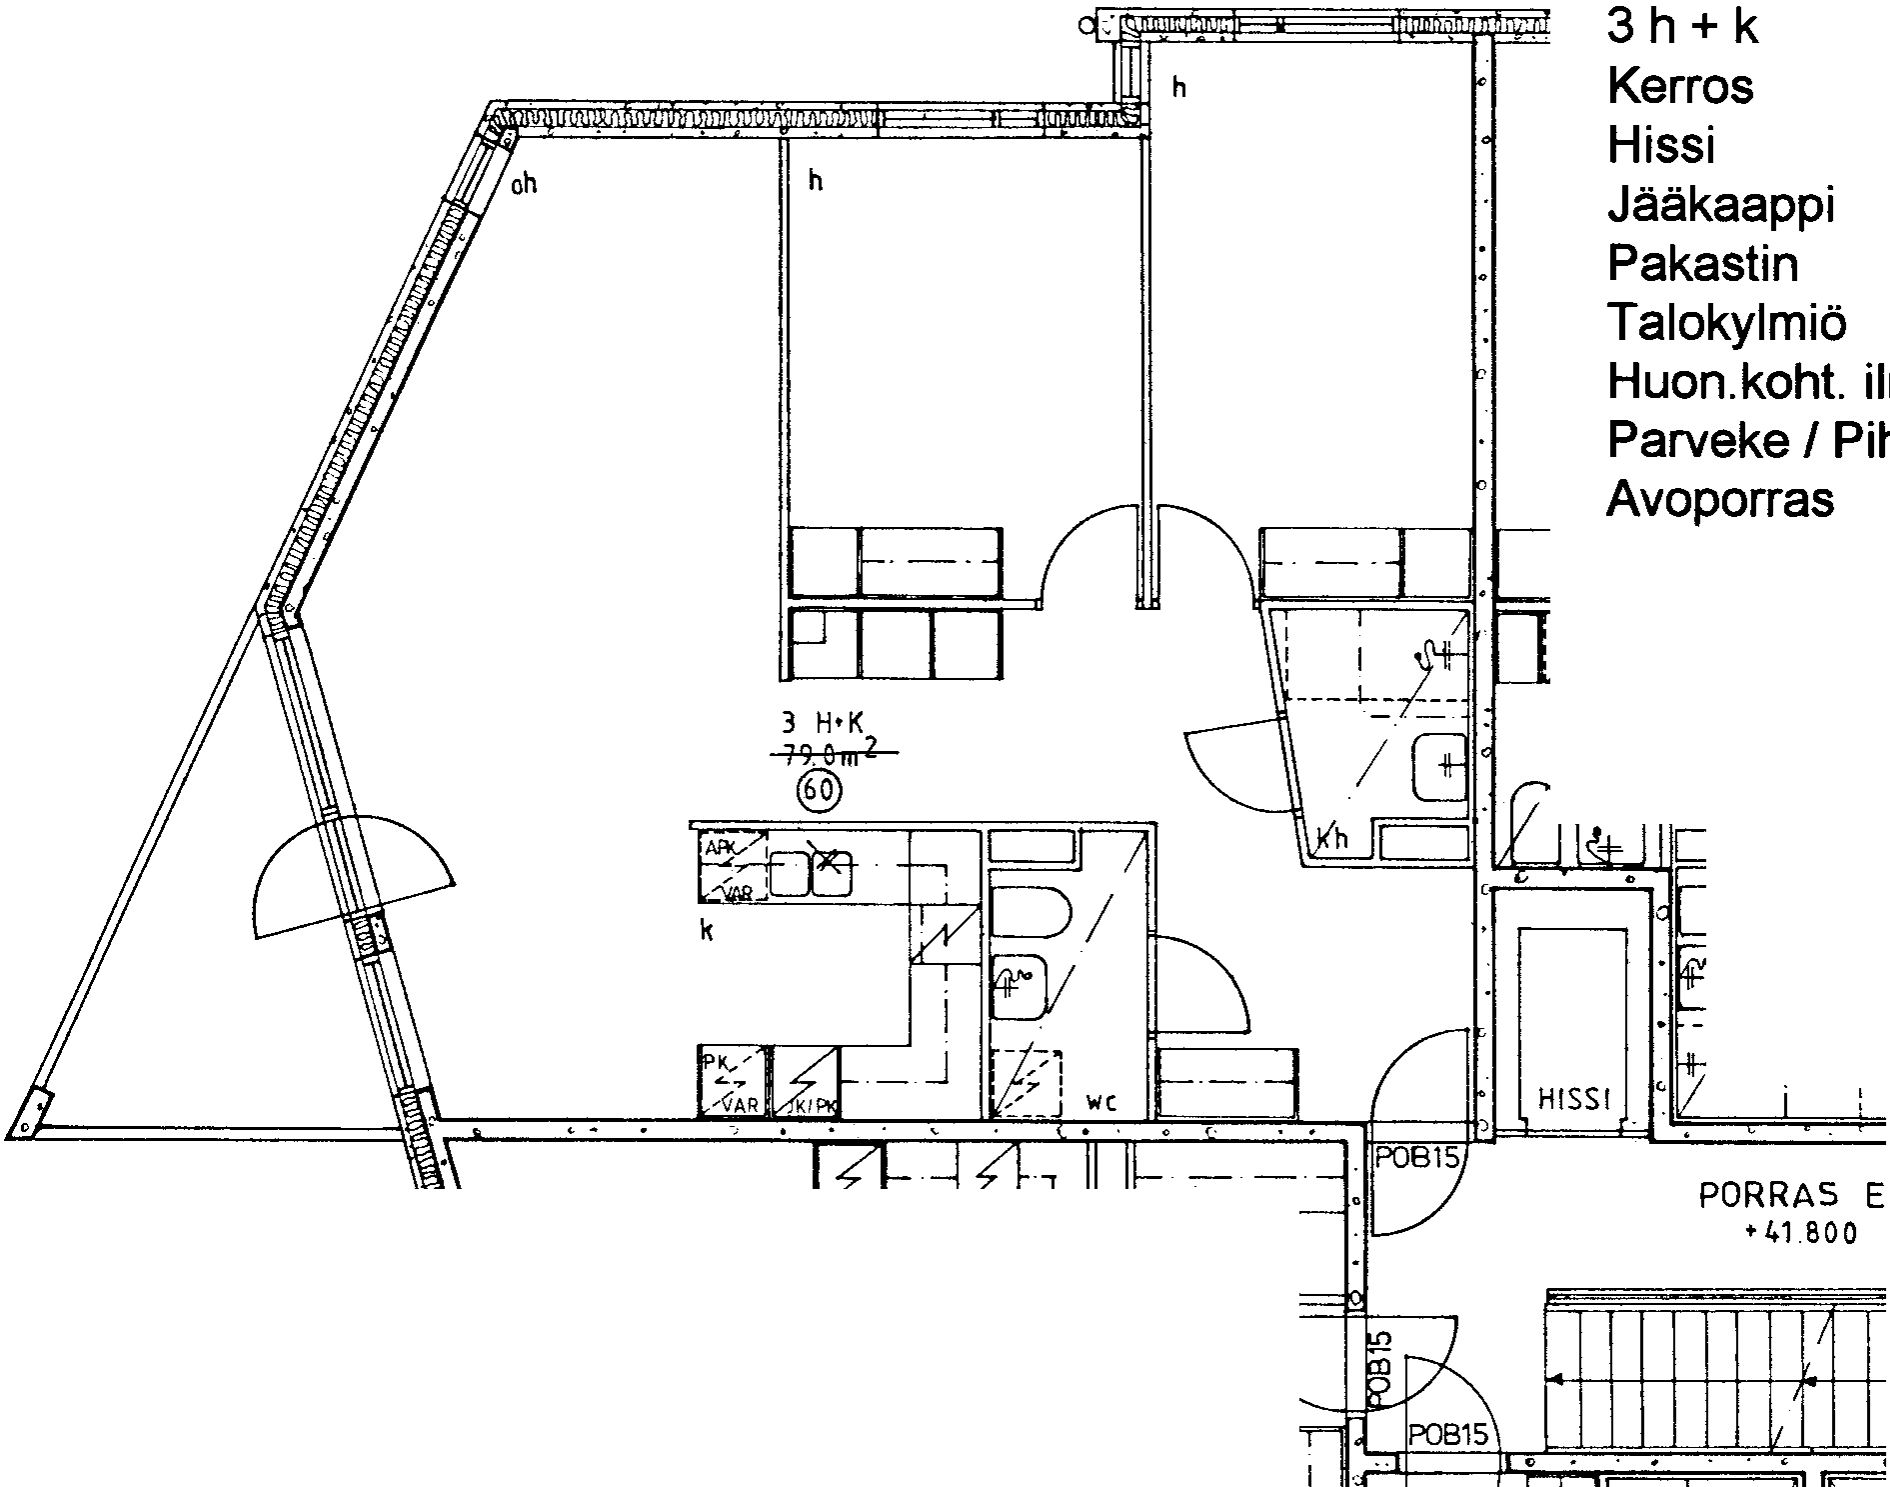 3 h + k
Kerros
Hissi
Jääkaappi
Pakastin
Talokylmiö
Huon.koht.
Parveke /
Avoporras
h
oh
h
3 H+K
79.0m²
60
Kh
APK
VAR
k
PK
VAR
JK/PK
WC
HISSI
POB15
PORRAS E
+41.800
POB15
POB15